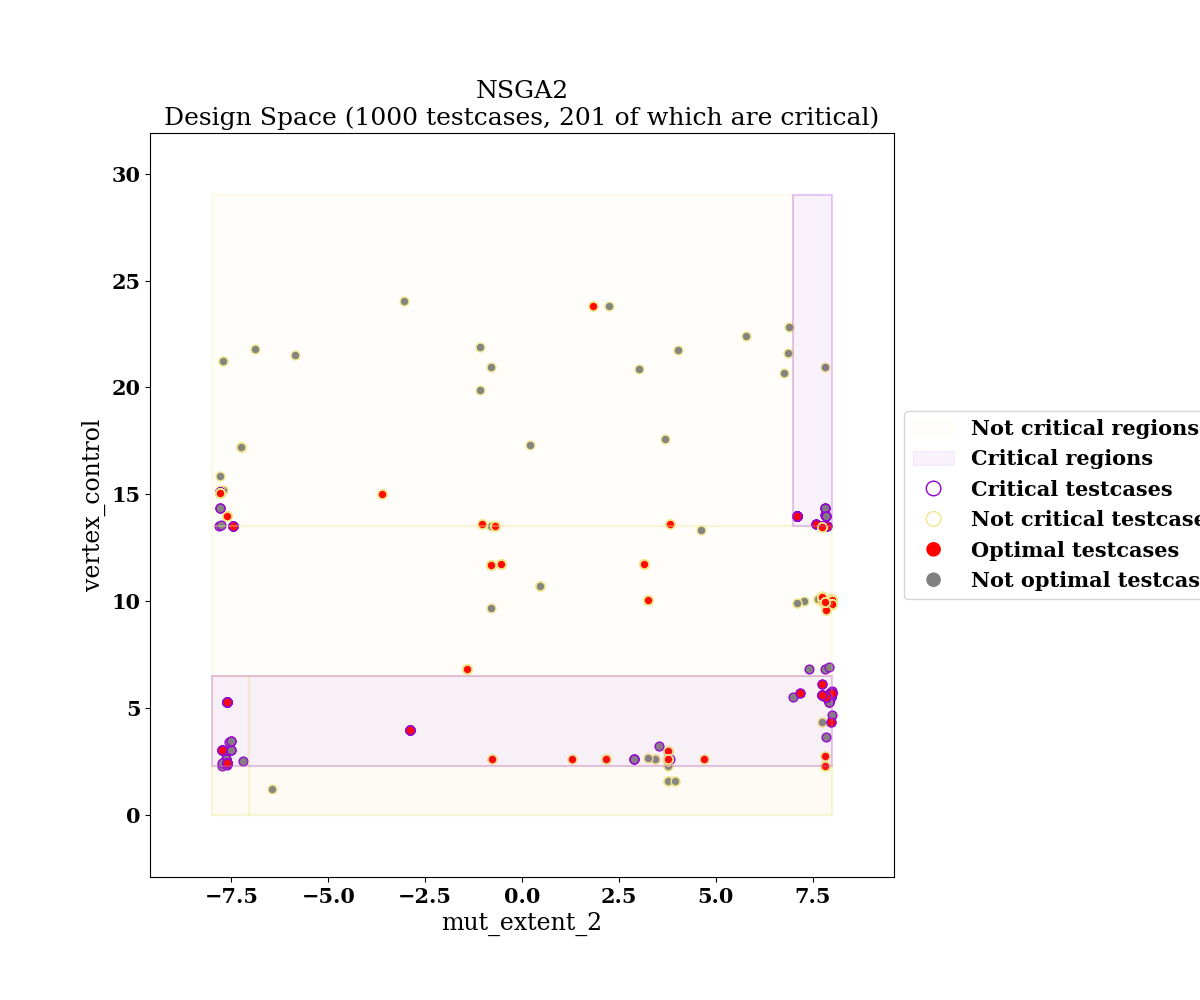 NSGA2
Design Space (1000 testcases, 201 of which are critical)
30
25
20
15
10
5
0
vertex_control
−7.5
−5.0
−2.5
0.0
2.5
5.0
7.5
mut_extent_2
Not critical regions
Critical regions
Critical testcases
Not critical testcase
Optimal testcases
Not optimal testcas